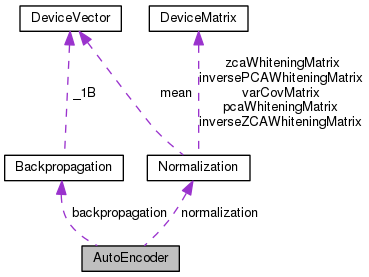 DeviceVector
DeviceMatrix
zcaWhiteningMatrix
inversePCAWhiteningMatrix
_1B
mean
varCovMatrix
pcaWhiteningMatrix
inverseZCAWhiteningMatrix
Backpropagation
Normalization
backpropagation
normalization
AutoEncoder